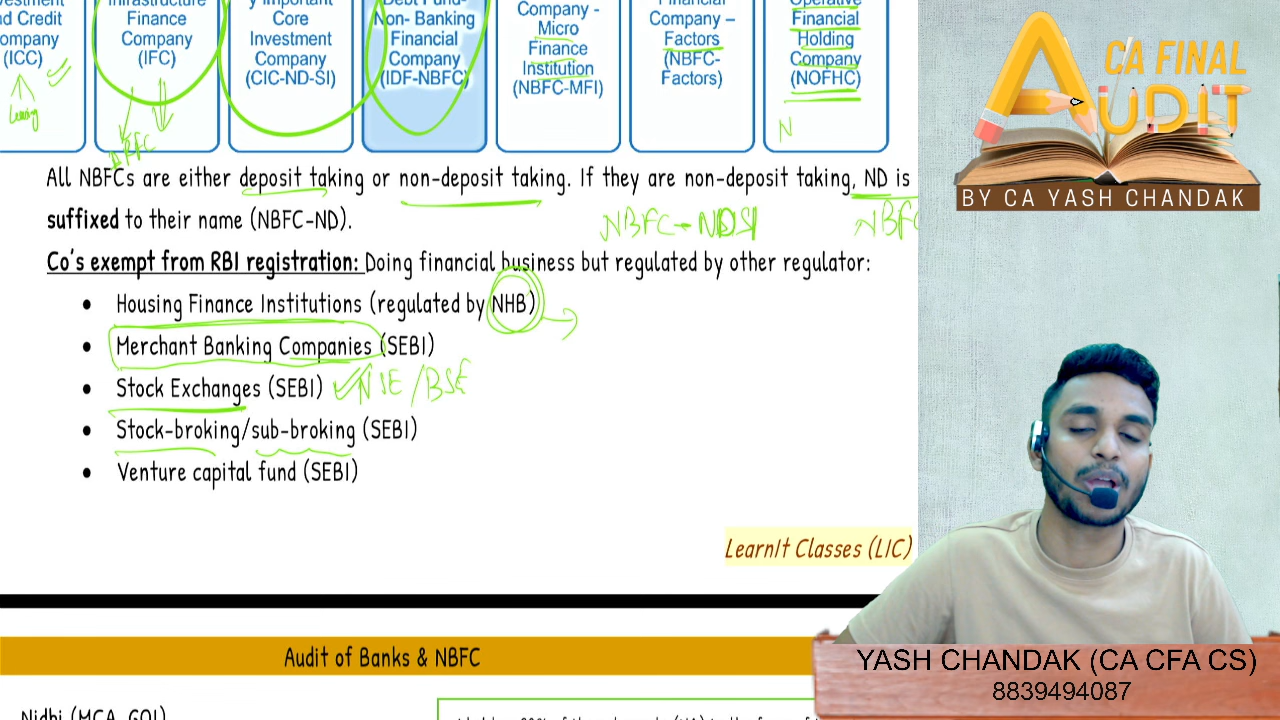 vestment
nd Credit
ompany
(ICC)
Leasing
Infrastructure
Finance
Company
(IFC)
y Important
Core
Investment
Company
(CIC-ND-SI)
Debt Fund-
Non- Banking
Financial
Company
(IDF-NBFC)
Company -
Micro
Finance
Institution
(NBFC-MFI)
Financial
Company –
Factors
(NBFC-
Factors)
Operative
Financial
Holding
Company
(NOFHC)
N
All NBFCs are either deposit taking or non-deposit taking. If they are non-deposit taking, ND is
suffixed to their name (NBFC-ND).
NBFC-NDSI
NBFC
Co's exempt from RBI registration: Doing financial business but regulated by other regulator:
• Housing Finance Institutions (regulated by NHB)
• Merchant Banking Companies (SEBI)
• Stock Exchanges (SEBI) NSE /BSE
• Stock-broking/sub-broking (SEBI)
• Venture capital fund (SEBI)
LearnIt Classes (LIC)
Audit of Banks & NBFC
Nidhi (MCA, GOI)
CA FINAL
AUDIT
BY CA YASH CHANDAK
YASH CHANDAK (CA CFA CS)
8839494087